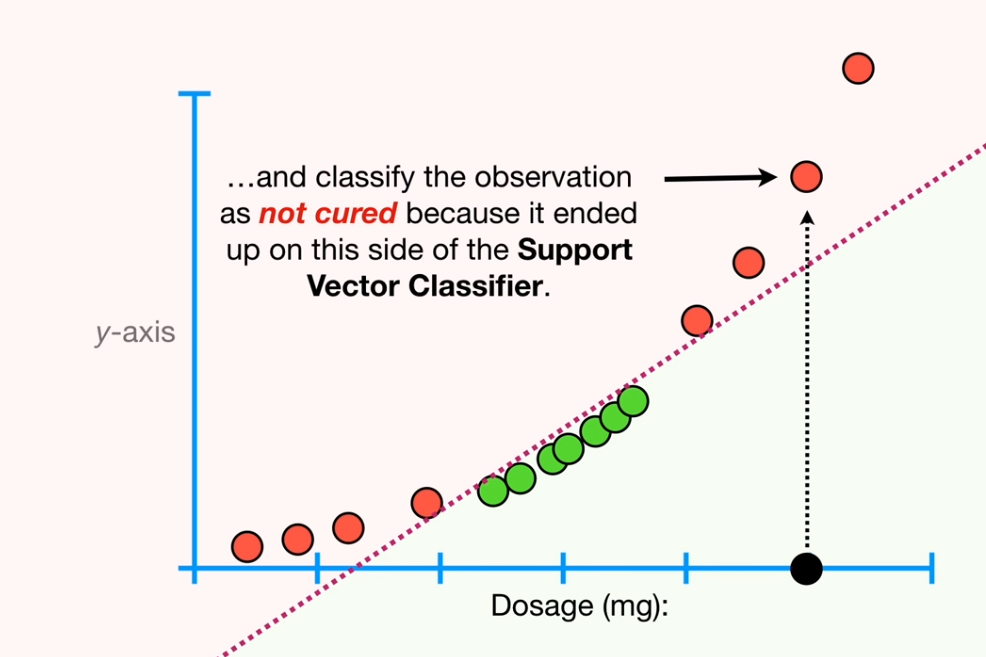 …and classify the observation
as not cured because it ended
up on this side of the Support
Vector Classifier.
y-axis
Dosage (mg):